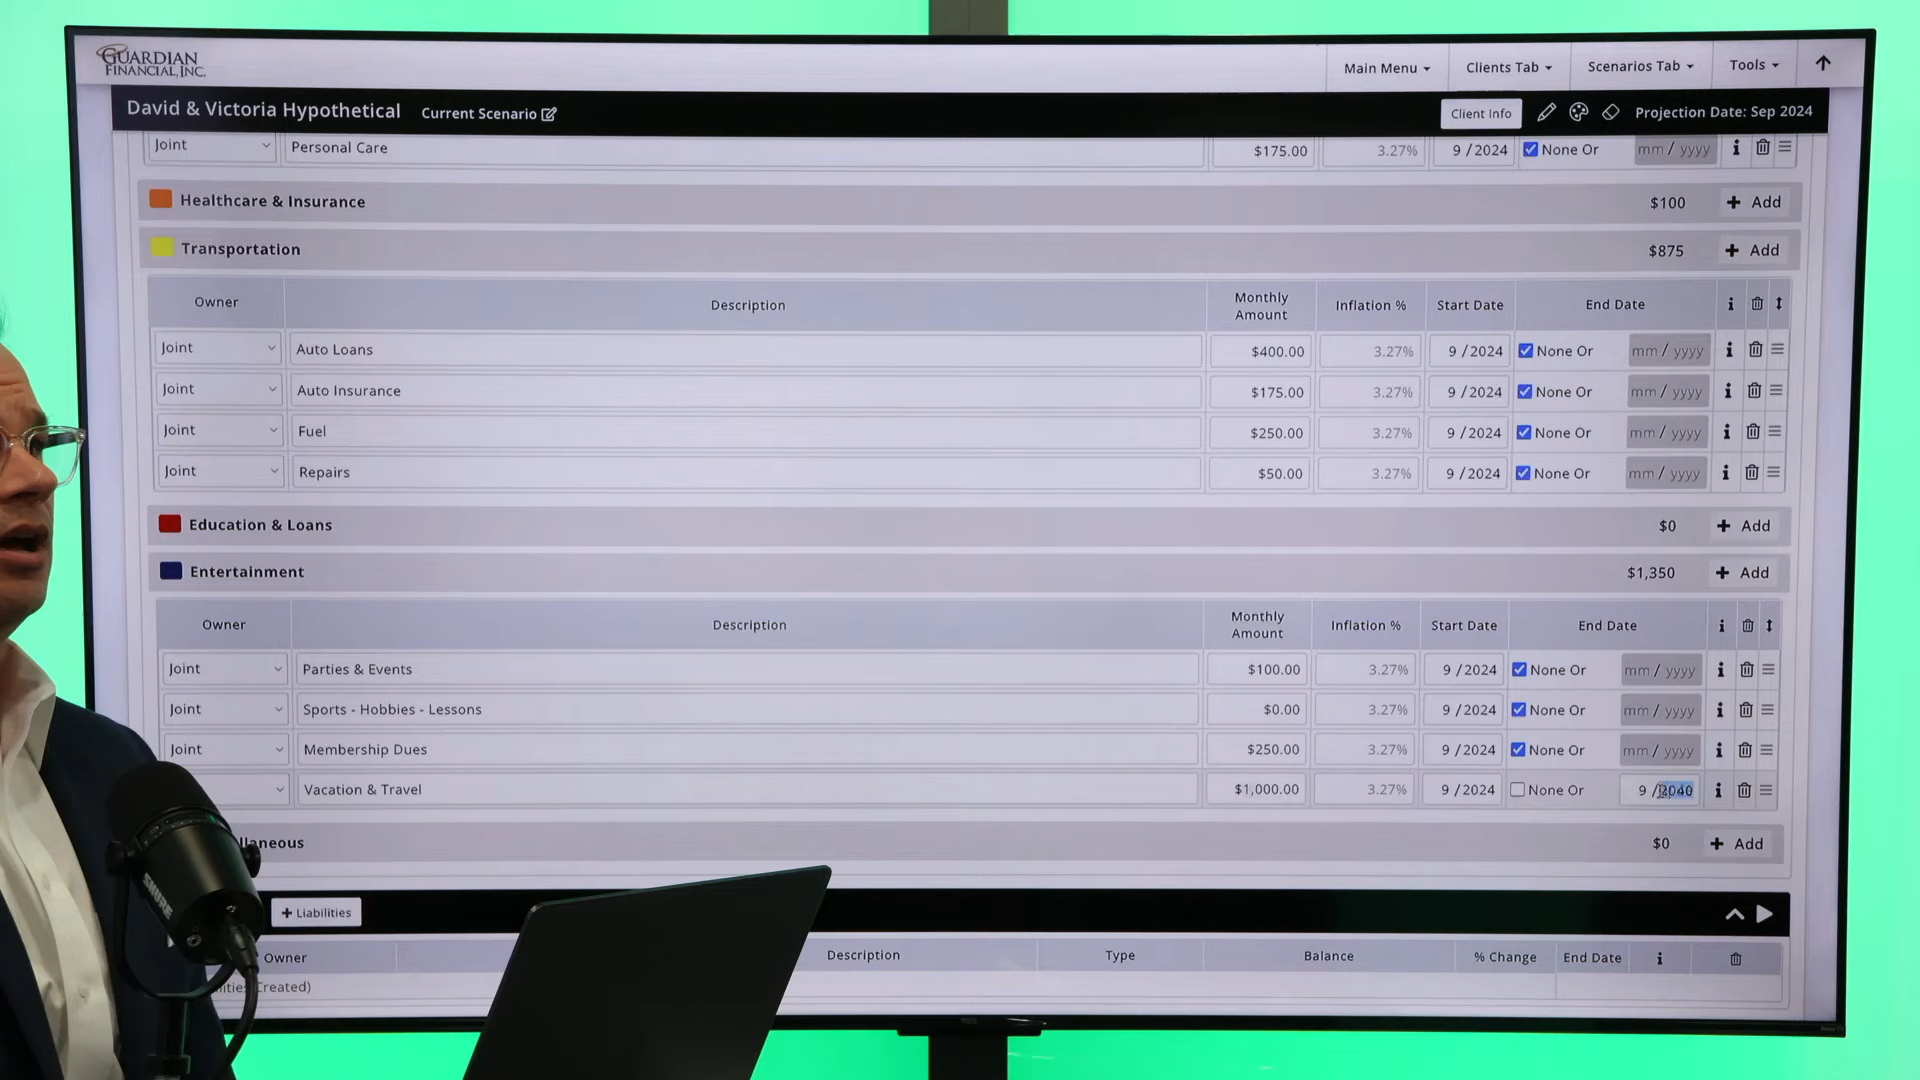 GUARDIAN
FINANCIAL, INC.
Main Menu Clients Tab Scenarios Tab Tools
David & Victoria Hypothetical Current Scenario Client Info Projection Date: Sep 2024
Joint Personal Care $175.00 3.27% 9 / 2024 None Or mm / yyyy
Healthcare & Insurance $100 + Add
Transportation $875 + Add
Owner Description Monthly Amount Inflation % Start Date End Date
Joint Auto Loans $400.00 3.27% 9 / 2024 None Or mm / yyyy
Joint Auto Insurance $175.00 3.27% 9 / 2024 None Or mm / yyyy
Joint Fuel $250.00 3.27% 9 / 2024 None Or mm / yyyy
Joint Repairs $50.00 3.27% 9 / 2024 None Or mm / yyyy
Education & Loans $0 + Add
Entertainment $1,350 + Add
Owner Description Monthly Amount Inflation % Start Date End Date
Joint Parties & Events $100.00 3.27% 9 / 2024 None Or mm / yyyy
Joint Sports - Hobbies - Lessons $0.00 3.27% 9 / 2024 None Or mm / yyyy
Joint Membership Dues $250.00 3.27% 9 / 2024 None Or mm / yyyy
Vacation & Travel $1,000.00 3.27% 9 / 2024 None Or 9 / 2040
llaneous $0 + Add
+ Liabilities
Owner Description Type Balance % Change End Date
Created)
SHURE